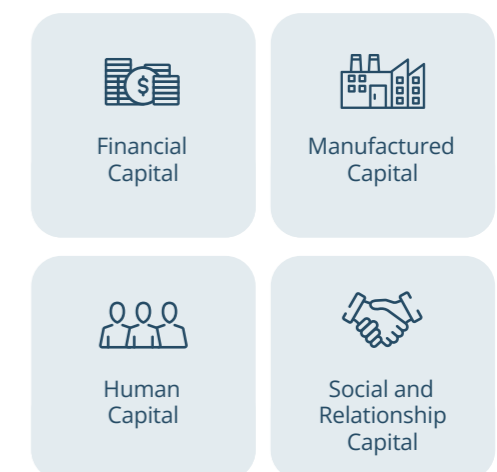 $
Financial
Capital
Manufactured
Capital
Human
Capital
Social and
Relationship
Capital